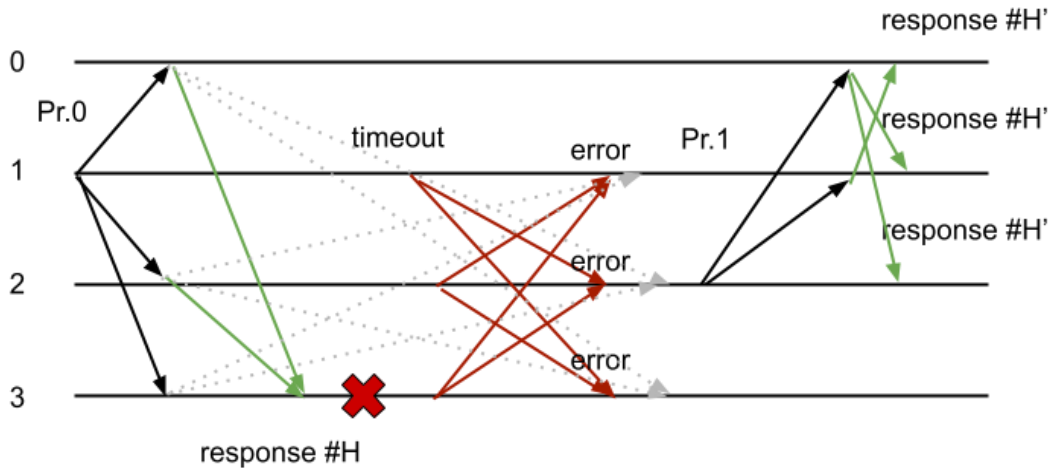 response #H'
0
Pr.0
timeout
error
Pr.1
response #H'
1
error
response #H'
2
error
3
response #H